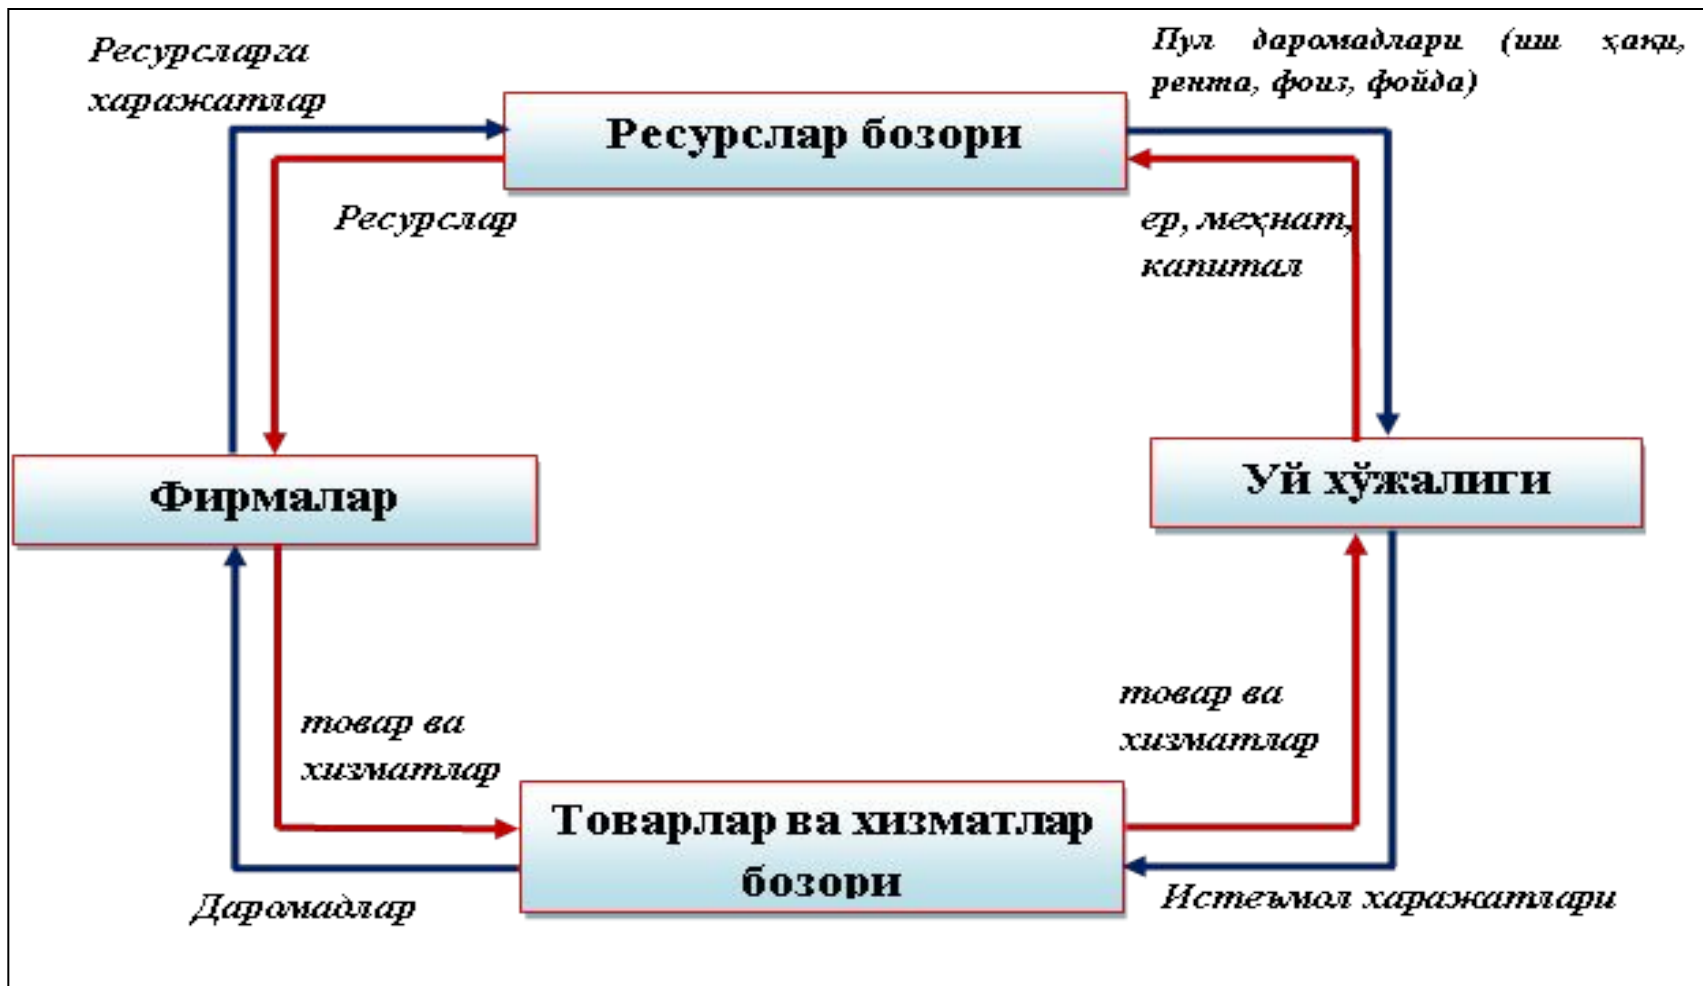 Ресурсларга
харажатлар
Пул даромадлари (иш ҳақи,
рента, фоиз, фойда)
Ресурслар бозори
Ресурслар
ер, меҳнат,
капитал
Фирмалар
Уй хўжалиги
товар ва
хизматлар
товар ва
хизматлар
Товарлар ва хизматлар
бозори
Даромадлар
Истеъмол харажатлари